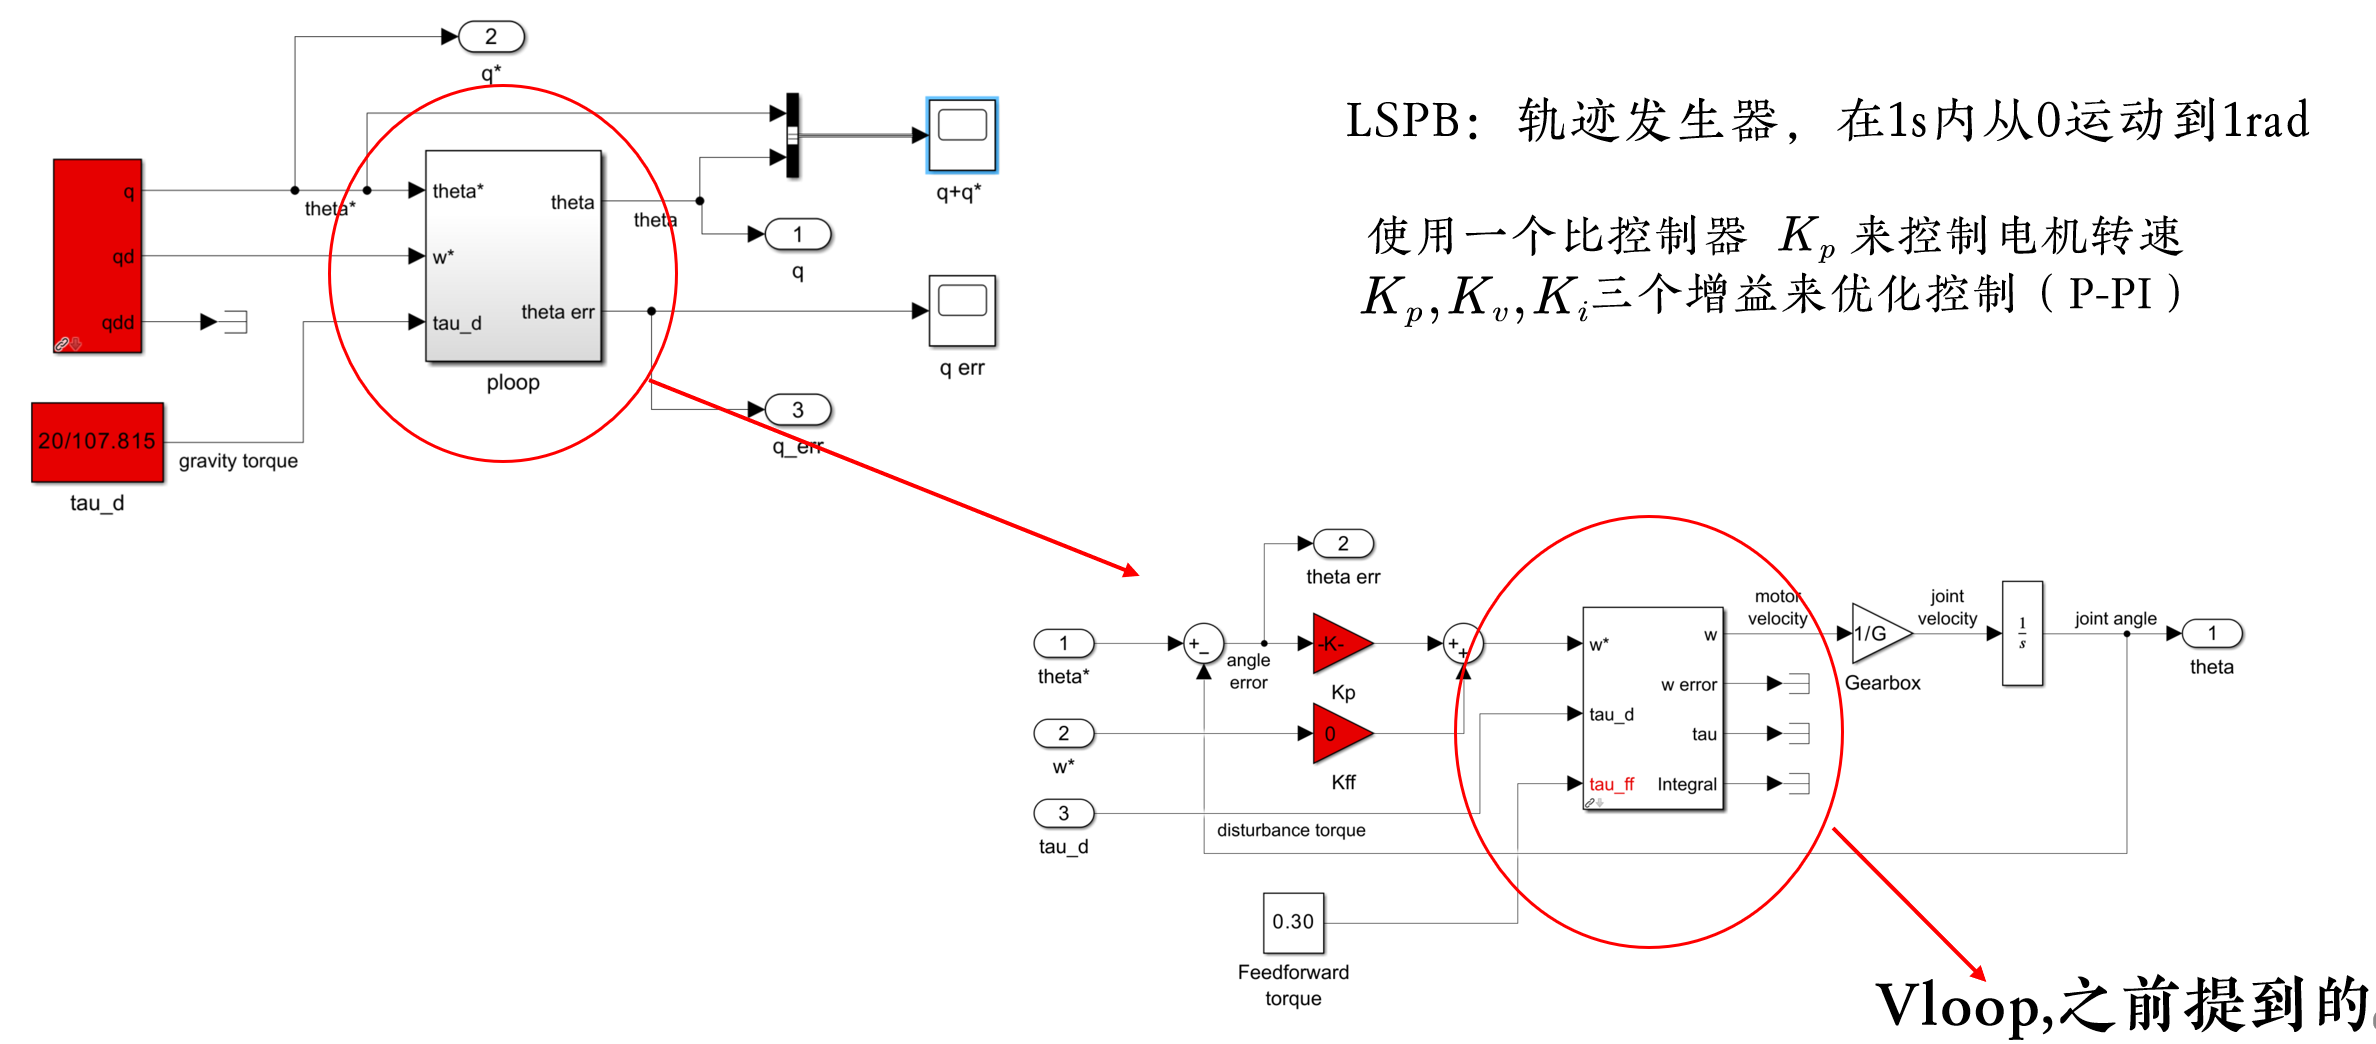 2
q*
q
qd
qdd
theta*
theta*
w*
tau_d
theta
theta err
ploop
theta
1
q
q+q*
q err
3
q_err
20/107.815
gravity torque
tau_d
LSPB：轨迹发生器，在1s内从0运动到1rad
使用一个比控制器 Kp 来控制电机转速
Kp,Kv,Ki三个增益来优化控制（P-PI）
2
theta err
1
theta*
+
−
angle
error
-K-
Kp
+
+
2
w*
0
Kff
3
tau_d
disturbance torque
0.30
Feedforward
torque
w*
tau_d
tau_ff
w
w error
tau
Integral
motor
velocity
1/G
Gearbox
joint
velocity
1
s
joint angle
1
theta
Vloop,之前提到的